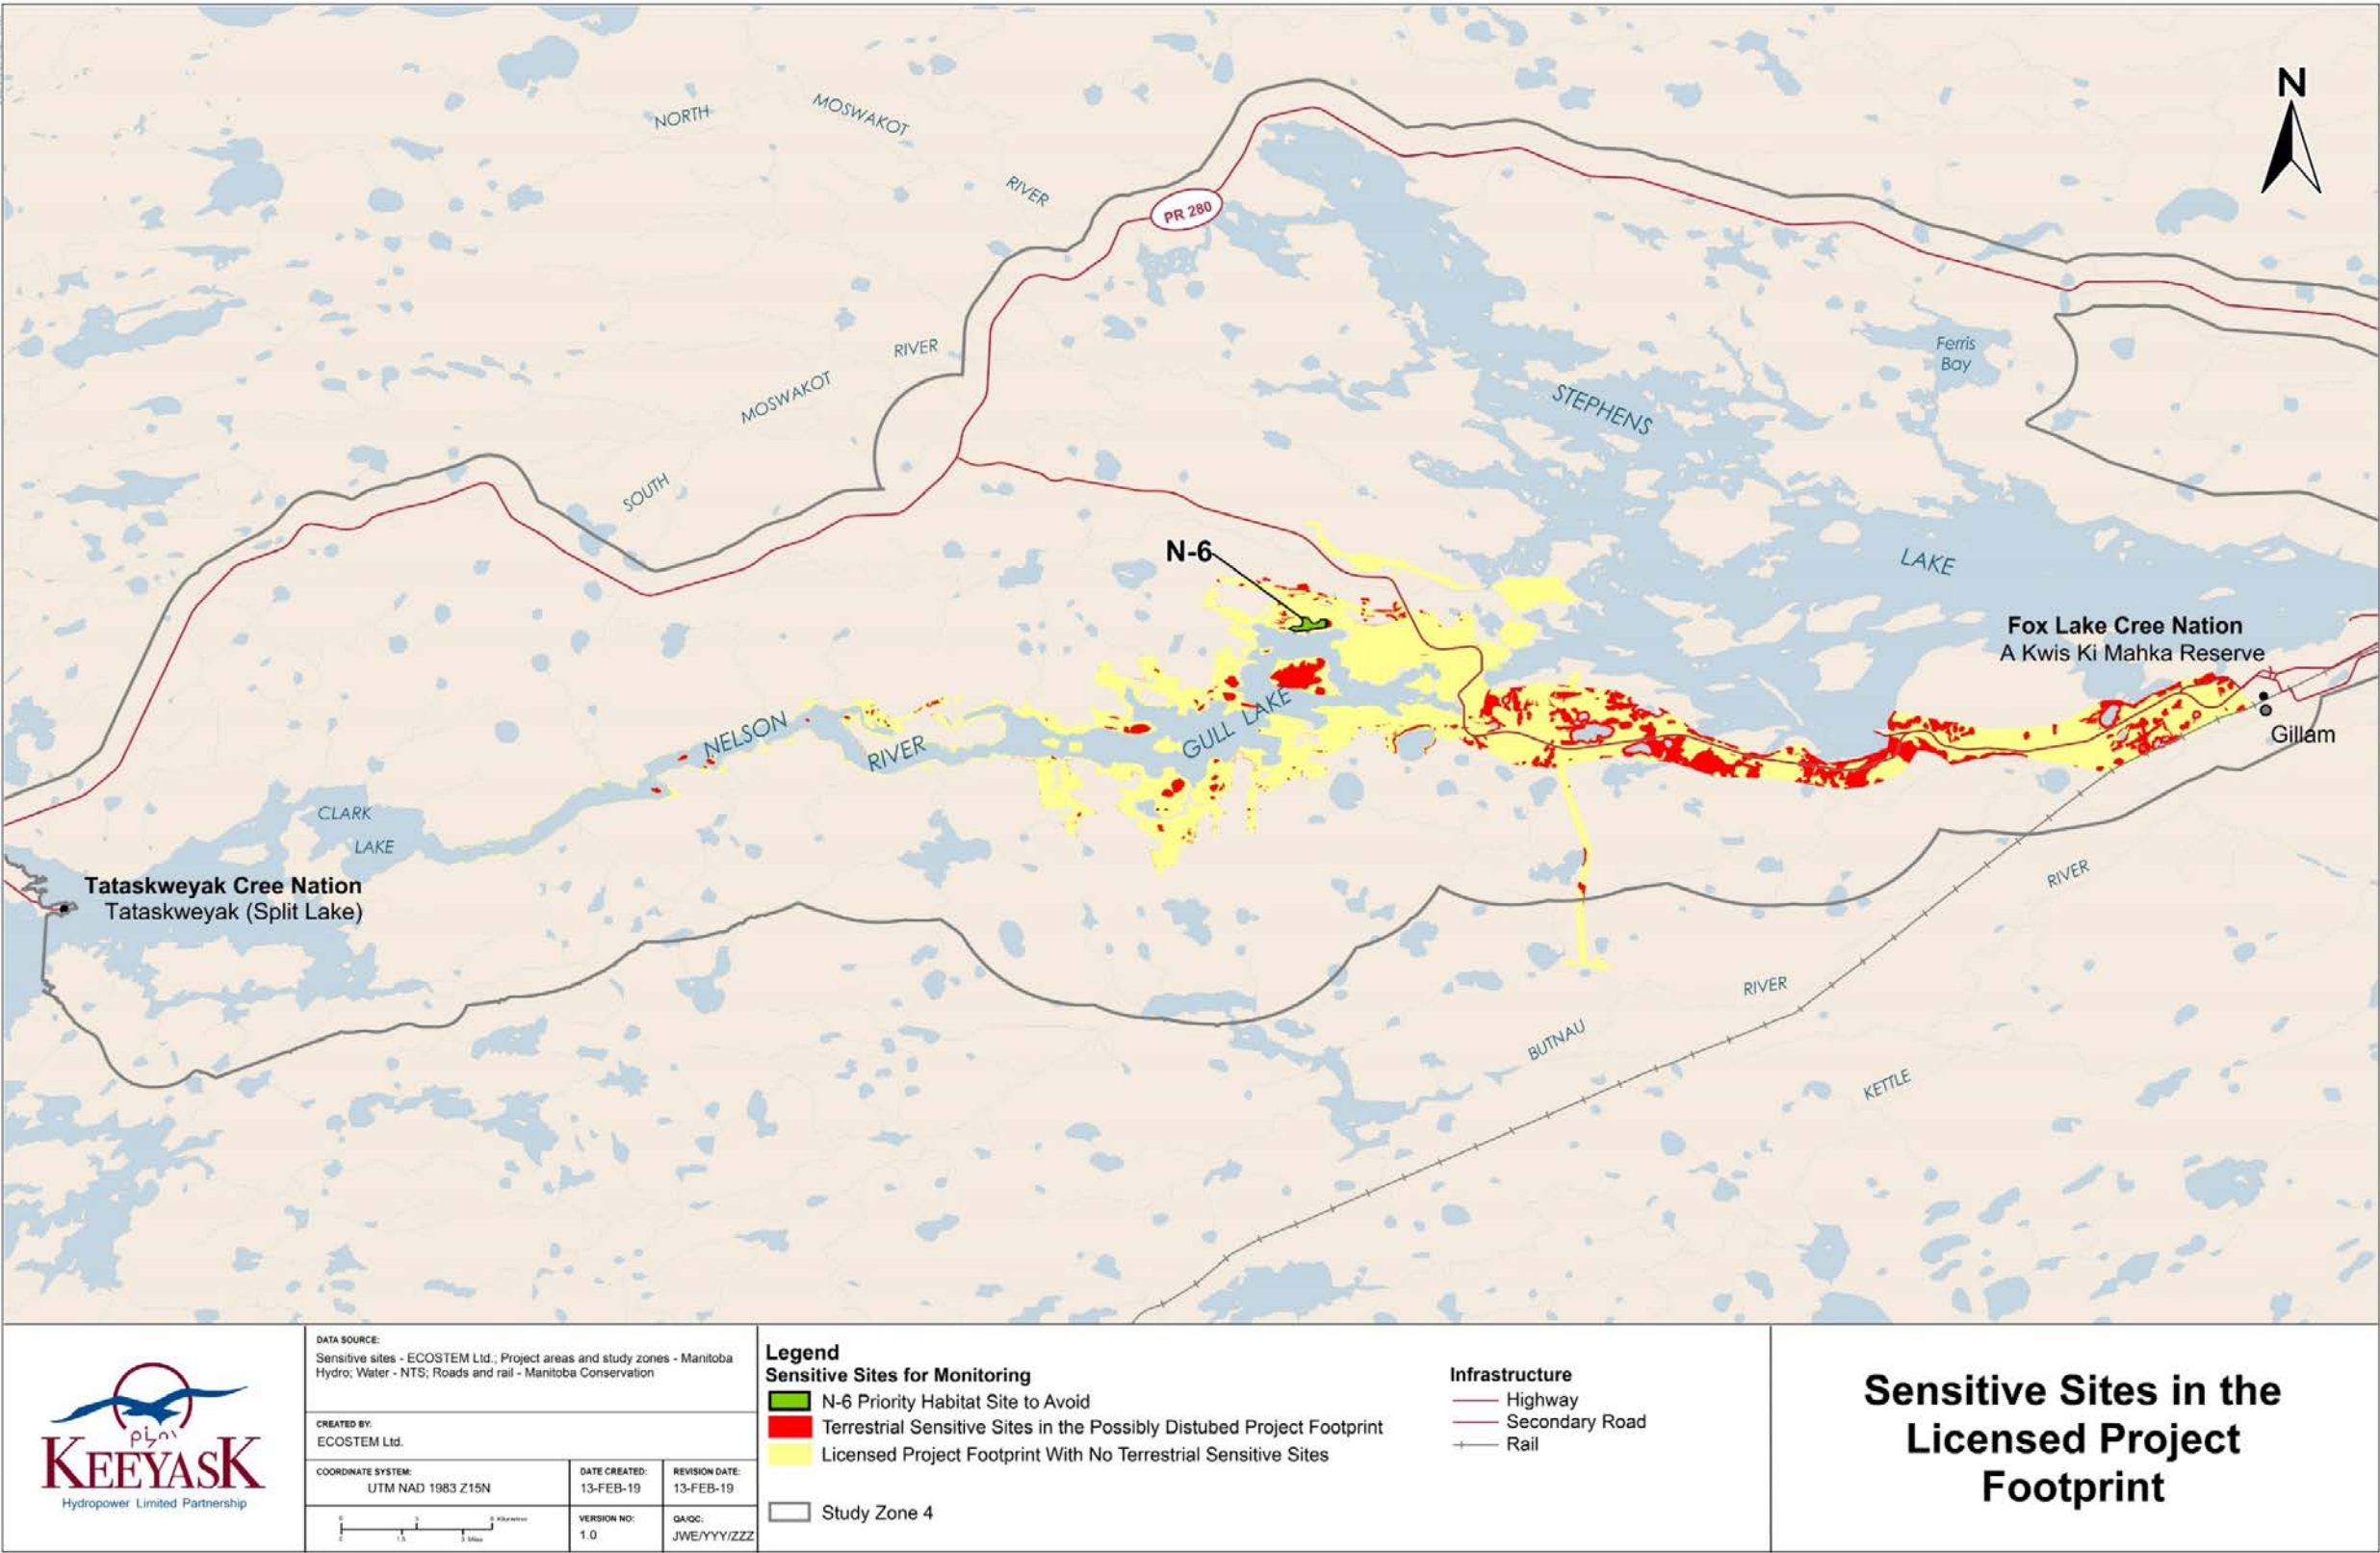 N
NORTH
MOSWAKOT
RIVER
PR 280
RIVER
MOSWAKOT
SOUTH
Ferris
Bay
STEPHENS
LAKE
N-6
Fox Lake Cree Nation
A Kwis Ki Mahka Reserve
Gillam
NELSON
RIVER
GULL LAKE
CLARK
LAKE
Tataskweyak Cree Nation
Tataskweyak (Split Lake)
RIVER
RIVER
BUTNAU
KETTLE
KEEYASK
Hydropower Limited Partnership
DATA SOURCE:
Sensitive sites - ECOSTEM Ltd.; Project areas and study zones - Manitoba
Hydro; Water - NTS; Roads and rail - Manitoba Conservation
CREATED BY:
ECOSTEM Ltd.
COORDINATE SYSTEM:
UTM NAD 1983 Z15N
DATE CREATED:
13-FEB-19
REVISION DATE:
13-FEB-19
VERSION NO:
1.0
QA/QC:
JWE/YYY/ZZZ
Legend
Sensitive Sites for Monitoring
N-6 Priority Habitat Site to Avoid
Terrestrial Sensitive Sites in the Possibly Distubed Project Footprint
Licensed Project Footprint With No Terrestrial Sensitive Sites
Study Zone 4
Infrastructure
Highway
Secondary Road
Rail
Sensitive Sites in the
Licensed Project
Footprint